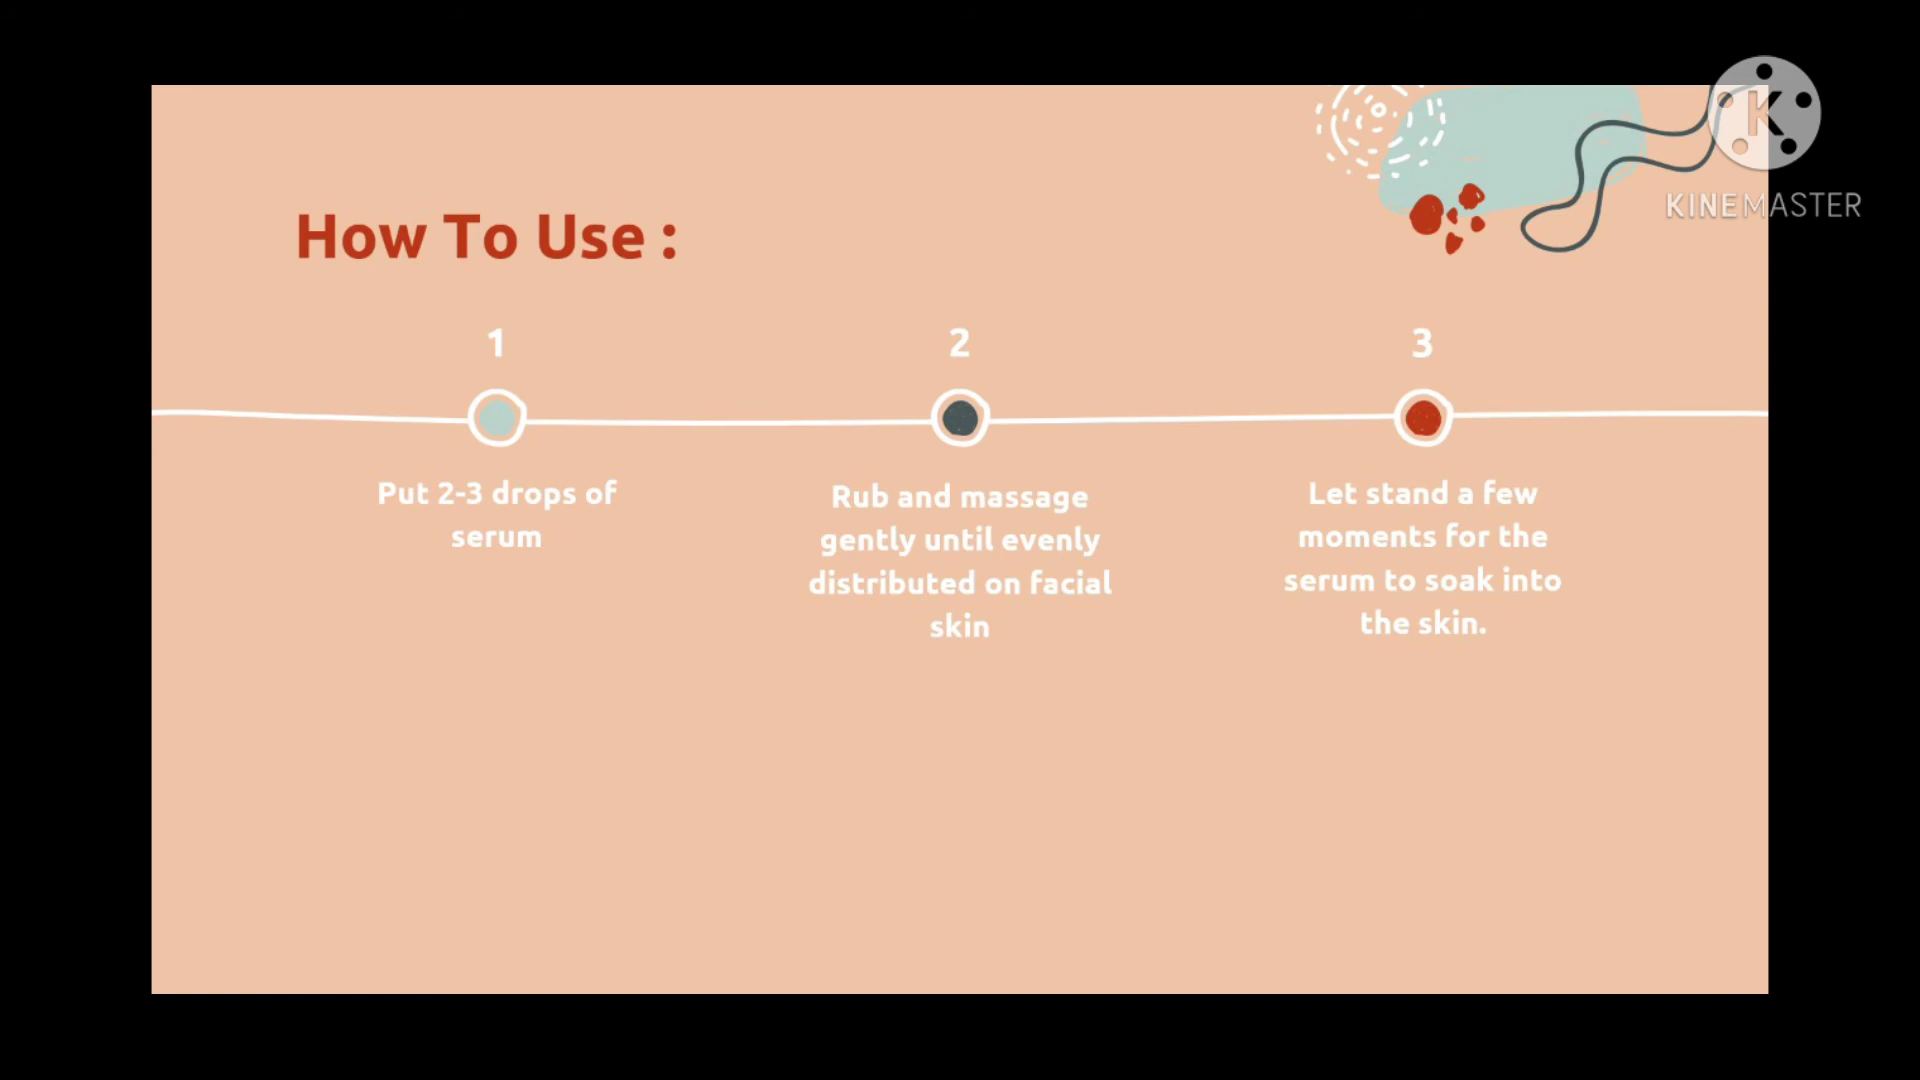 K
KINEMASTER
How To Use :
1
Put 2-3 drops of
serum
2
Rub and massage
gently until evenly
distributed on facial
skin
3
Let stand a few
moments for the
serum to soak into
the skin.